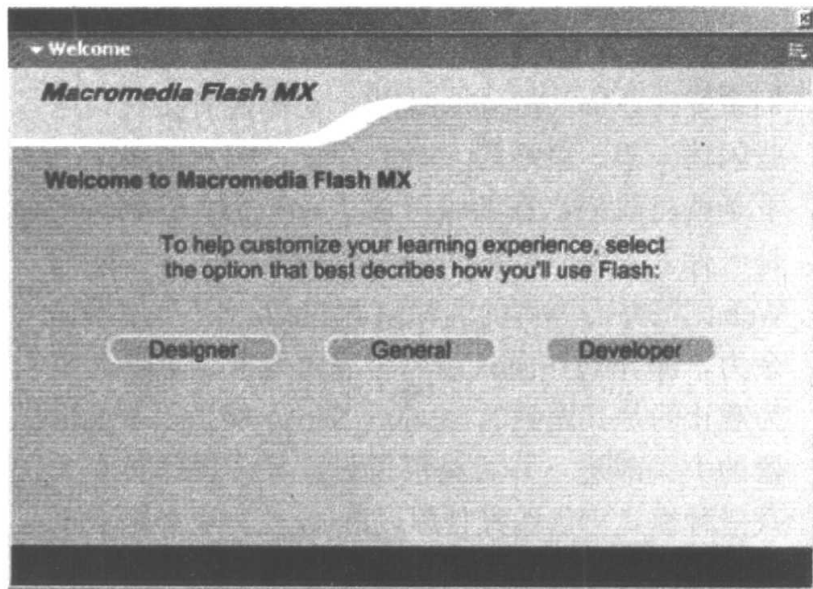 Welcome
Macromedia Flash MX
Welcome to Macromedia Flash MX
To help customize your learning experience, select
the option that best decribes how you'll use Flash:
Designer General Developer